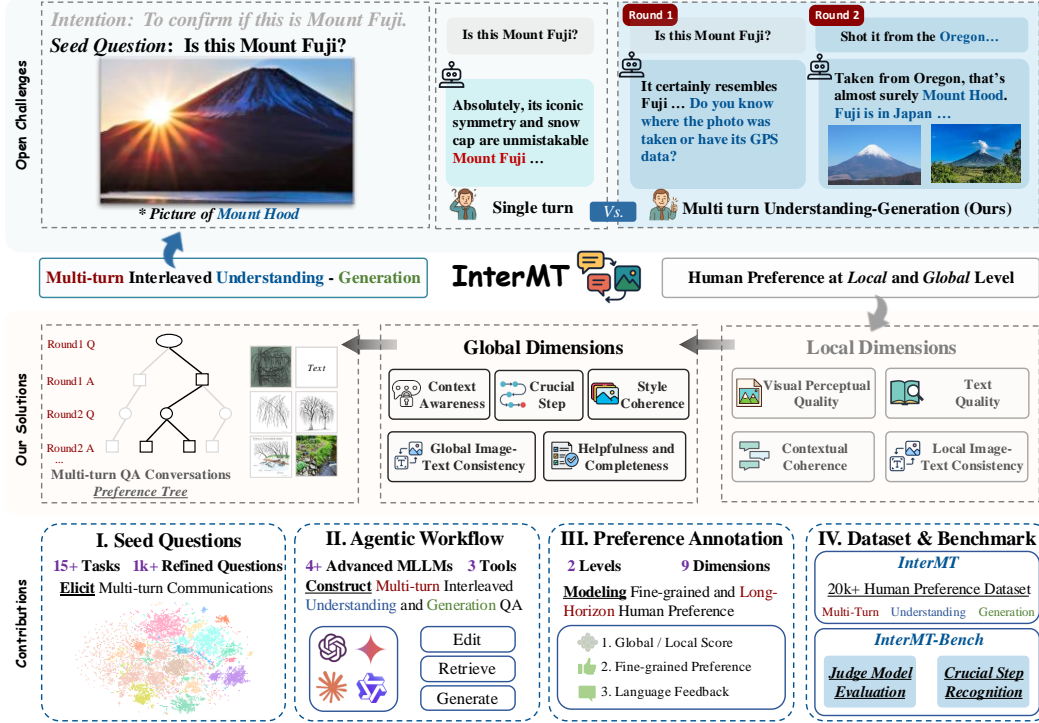 Open Challenges
Intention: To confirm if this is Mount Fuji.
Seed Question: Is this Mount Fuji?
* Picture of Mount Hood
Is this Mount Fuji?
Absolutely, its iconic
symmetry and snow
cap are unmistakable
Mount Fuji ...
Single turn
Vs.
Round 1
Is this Mount Fuji?
It certainly resembles
Fuji ... Do you know
where the photo was
taken or have its GPS
data?
Round 2
Shot it from the Oregon...
Taken from Oregon, that's
almost surely Mount Hood.
Fuji is in Japan ...
Multi turn Understanding-Generation (Ours)
Multi-turn Interleaved Understanding - Generation
InterMT
Human Preference at Local and Global Level
Our Solutions
Round1 Q
Round1 A
Round2 Q
Round2 A
...
Text
Multi-turn QA Conversations
Preference Tree
Global Dimensions
Context
Awareness
Crucial
Step
Style
Coherence
Global Image-
Text Consistency
Helpfulness and
Completeness
Local Dimensions
Visual Perceptual
Quality
Text
Quality
Contextual
Coherence
Local Image-
Text Consistency
Contributions
I. Seed Questions
15+ Tasks 1k+ Refined Questions
Elicit Multi-turn Communications
II. Agentic Workflow
4+ Advanced MLLMs 3 Tools
Construct Multi-turn Interleaved
Understanding and Generation QA
Edit
Retrieve
Generate
III. Preference Annotation
2 Levels 9 Dimensions
Modeling Fine-grained and Long-
Horizon Human Preference
1. Global / Local Score
2. Fine-grained Preference
3. Language Feedback
IV. Dataset & Benchmark
InterMT
20k+ Human Preference Dataset
Multi-Turn Understanding Generation
InterMT-Bench
Judge Model
Evaluation
Crucial Step
Recognition